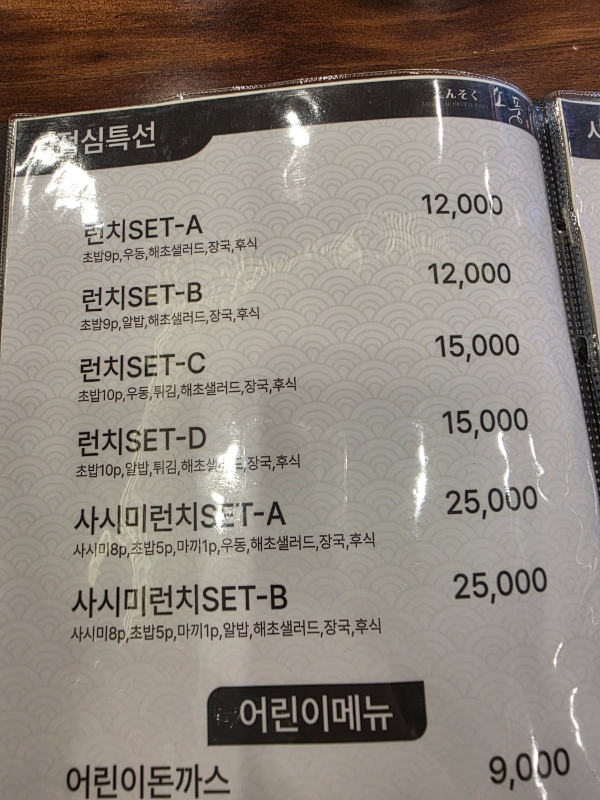 점심특선
런치SET-A 12,000
초밥9p,우동,해초샐러드,장국,후식
런치SET-B 12,000
초밥9p,알밥,해초샐러드,장국,후식
런치SET-C 15,000
초밥10p,우동,튀김,해초샐러드,장국,후식
런치SET-D 15,000
초밥10p,알밥,튀김,해초샐러드,장국,후식
사시미런치SET-A 25,000
사시미8p,초밥5p,마끼1p,우동,해초샐러드,장국,후식
사시미런치SET-B 25,000
사시미8p,초밥5p,마끼1p,알밥,해초샐러드,장국,후식
어린이메뉴
어린이돈까스 9,000